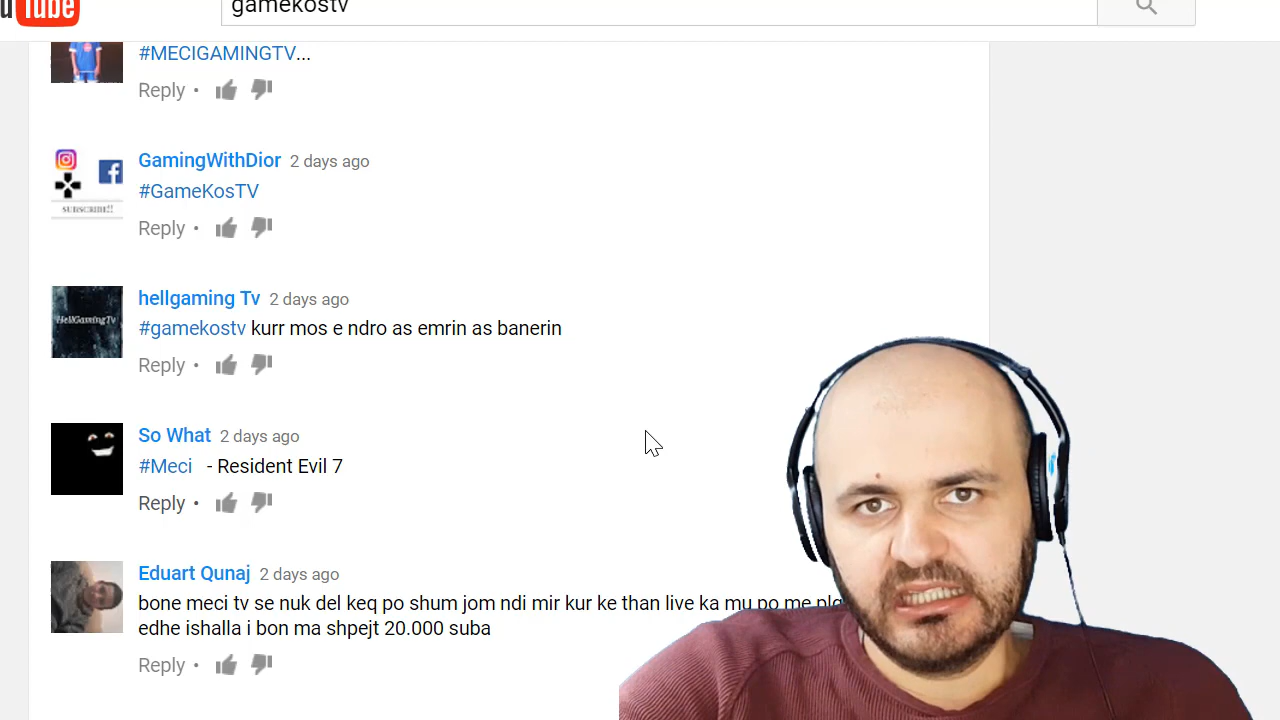 uTube
gamekostv
#MECIGAMINGTV...
Reply •
GamingWithDior 2 days ago
#GameKosTV
SUBSCRIBE!!
Reply •
hellgaming Tv 2 days ago
HellGamingTv
#gamekostv kurr mos e ndro as emrin as banerin
Reply •
So What 2 days ago
#Meci - Resident Evil 7
Reply •
Eduart Qunaj 2 days ago
bone meci tv se nuk del keq po shum jom ndi mir kur ke than live ka mu po me
edhe ishalla i bon ma shpejt 20.000 suba
Reply •